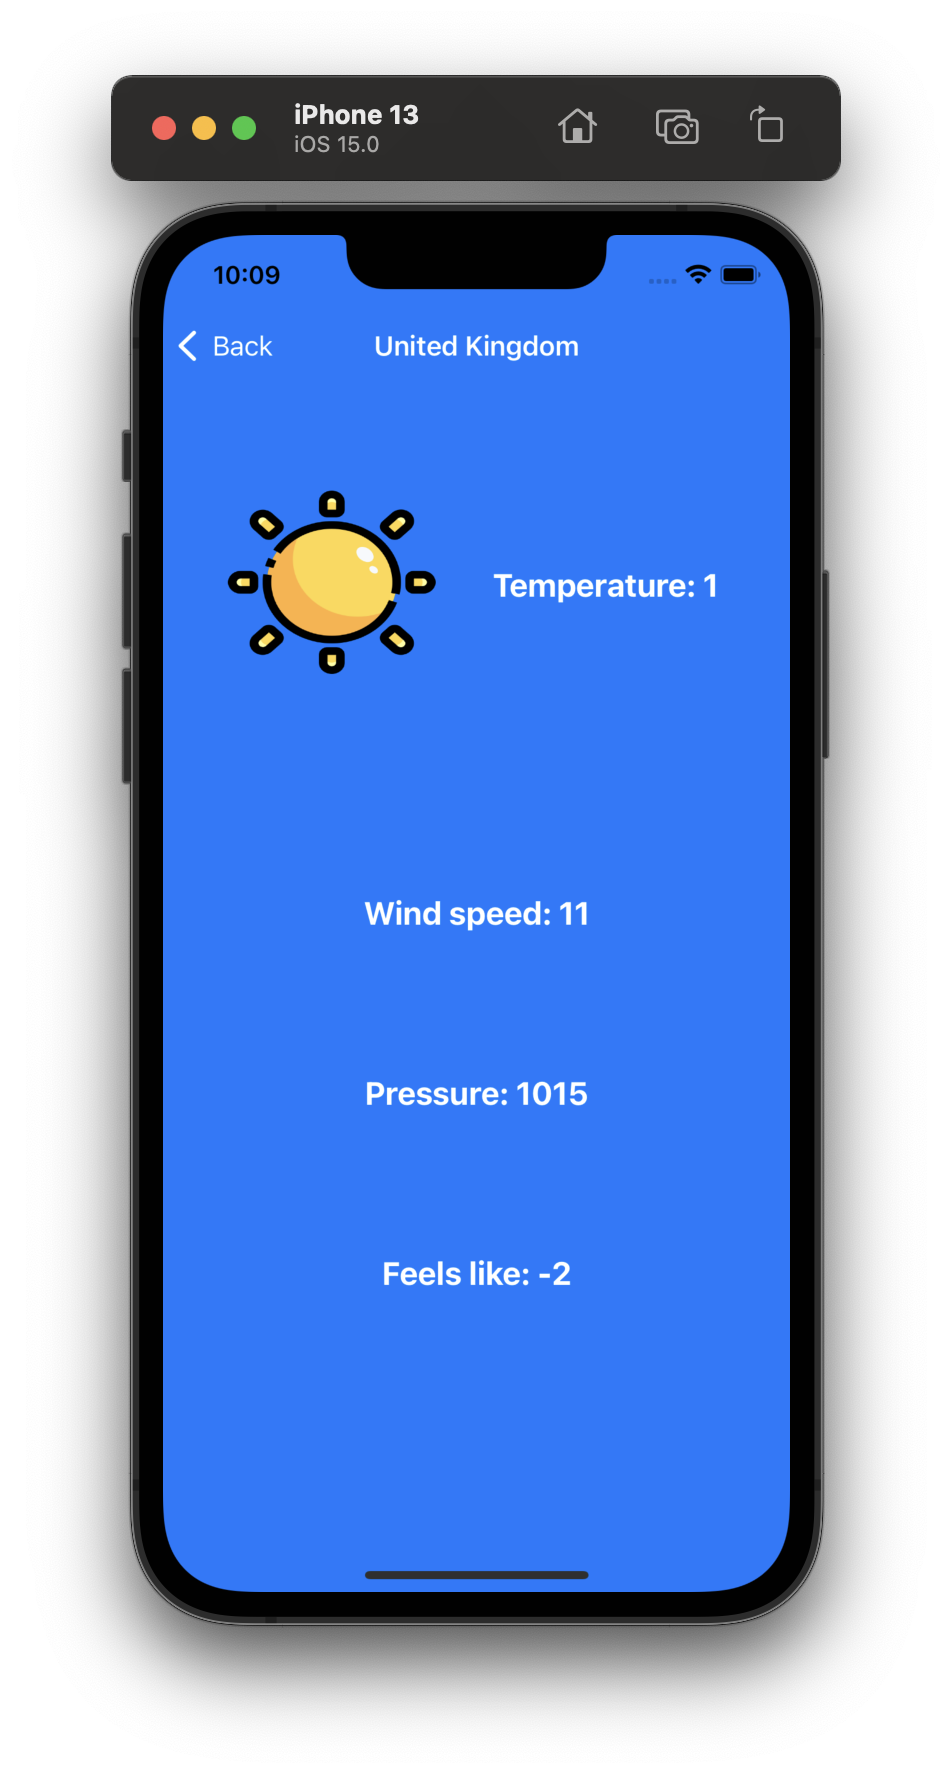 iPhone 13
iOS 15.0
10:09
Back
United Kingdom
Temperature: 1
Wind speed: 11
Pressure: 1015
Feels like: -2